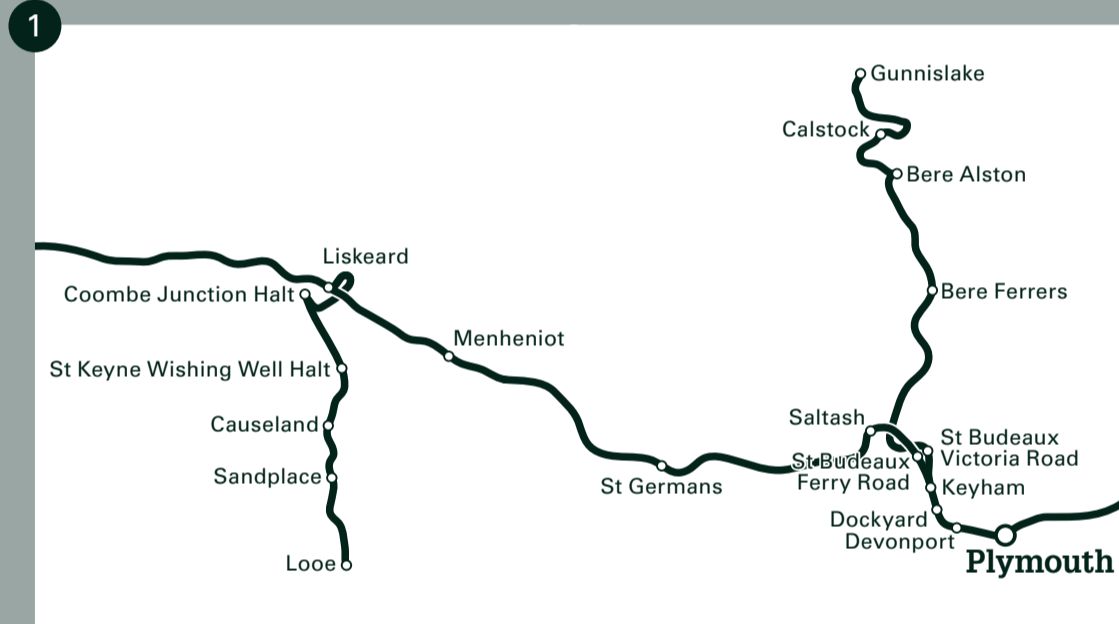 1
Gunnislake
Calstock
Bere Alston
Liskeard
Coombe Junction Halt
Bere Ferrers
Menheniot
St Keyne Wishing Well Halt
Saltash
Causeland
St Budeaux
Victoria Road
St Budeaux
Ferry Road
Sandplace
St Germans
Keyham
Dockyard
Devonport
Plymouth
Looe